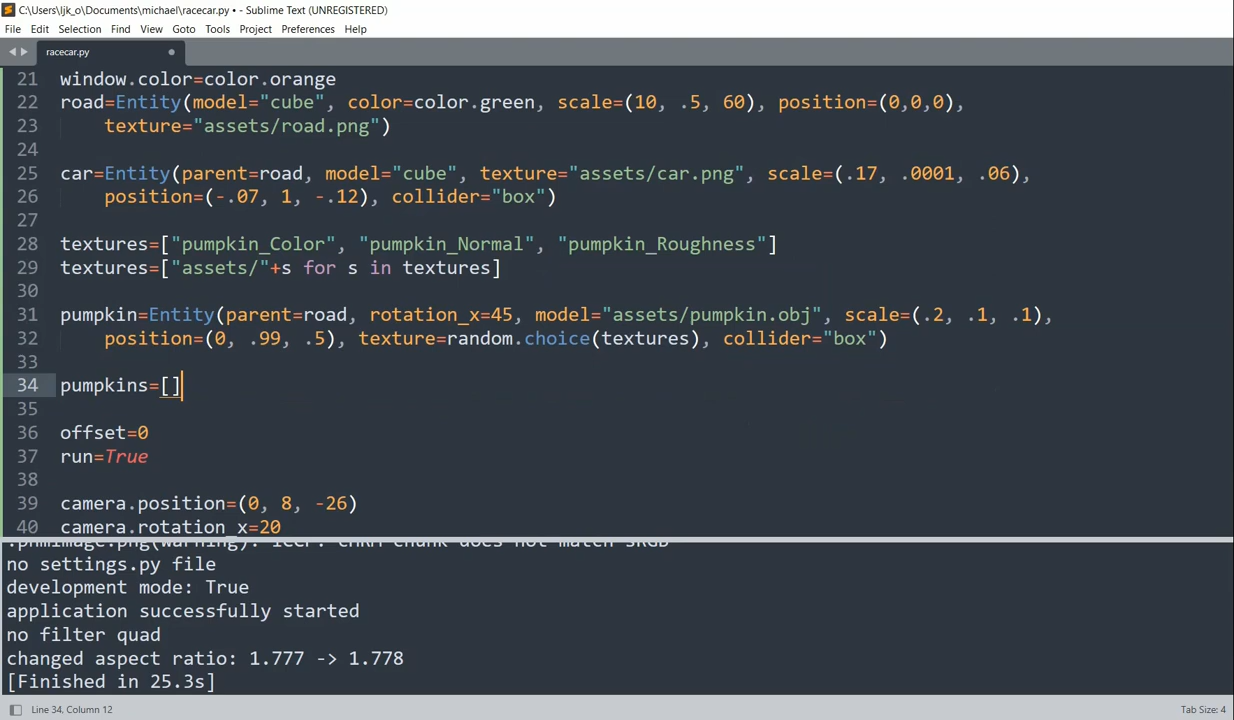 C:\Users\ljk_o\Documents\michael\racecar.py • - Sublime Text (UNREGISTERED)
File Edit Selection Find View Goto Tools Project Preferences Help
racecar.py
21 window.color=color.orange
22 road=Entity(model="cube", color=color.green, scale=(10, .5, 60), position=(0,0,0),
23 texture="assets/road.png")
24
25 car=Entity(parent=road, model="cube", texture="assets/car.png", scale=(.17, .0001, .06),
26 position=(-.07, 1, -.12), collider="box")
27
28 textures=["pumpkin_Color", "pumpkin_Normal", "pumpkin_Roughness"]
29 textures=["assets/"+s for s in textures]
30
31 pumpkin=Entity(parent=road, rotation_x=45, model="assets/pumpkin.obj", scale=(.2, .1, .1),
32 position=(0, .99, .5), texture=random.choice(textures), collider="box")
33
34 pumpkins=[]
35
36 offset=0
37 run=True
38
39 camera.position=(0, 8, -26)
40 camera.rotation_x=20
:pnmimage:png(warning): iCCP: cHRM chunk does not match sRGB
no settings.py file
development mode: True
application successfully started
no filter quad
changed aspect ratio: 1.777 -> 1.778
[Finished in 25.3s]
Line 34, Column 12
Tab Size: 4